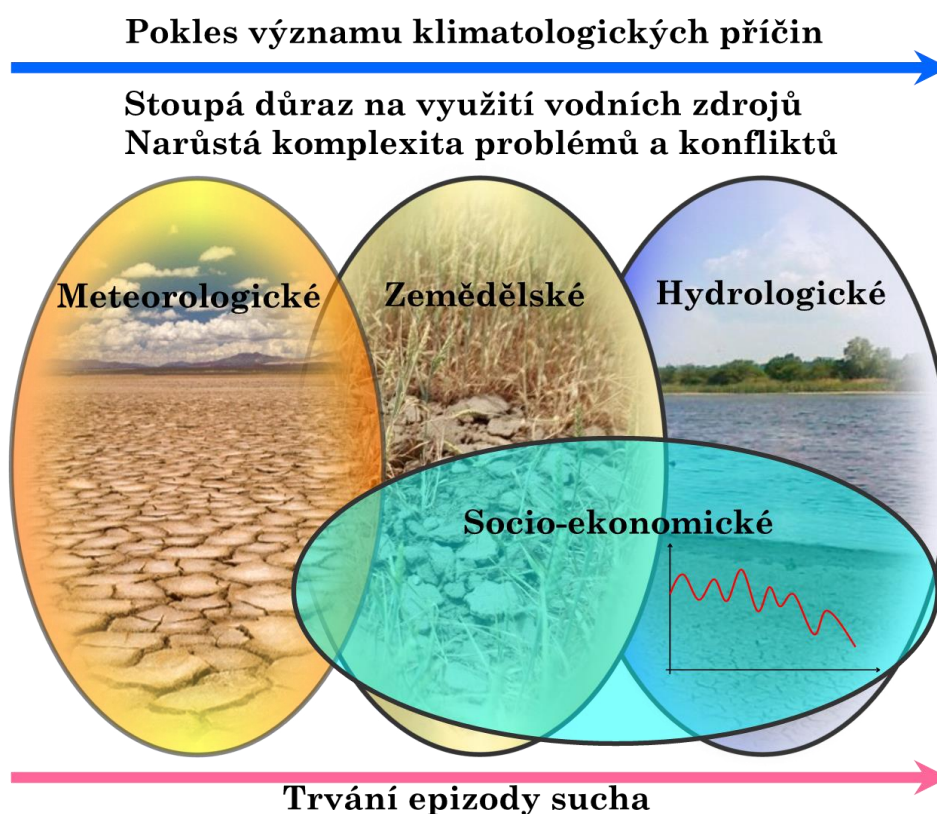 Pokles významu klimatologických příčin
Stoupá důraz na využití vodních zdrojů
Narůstá komplexita problémů a konfliktů
Meteorologické
Zemědělské
Hydrologické
Socio-ekonomické
Trvání epizody sucha